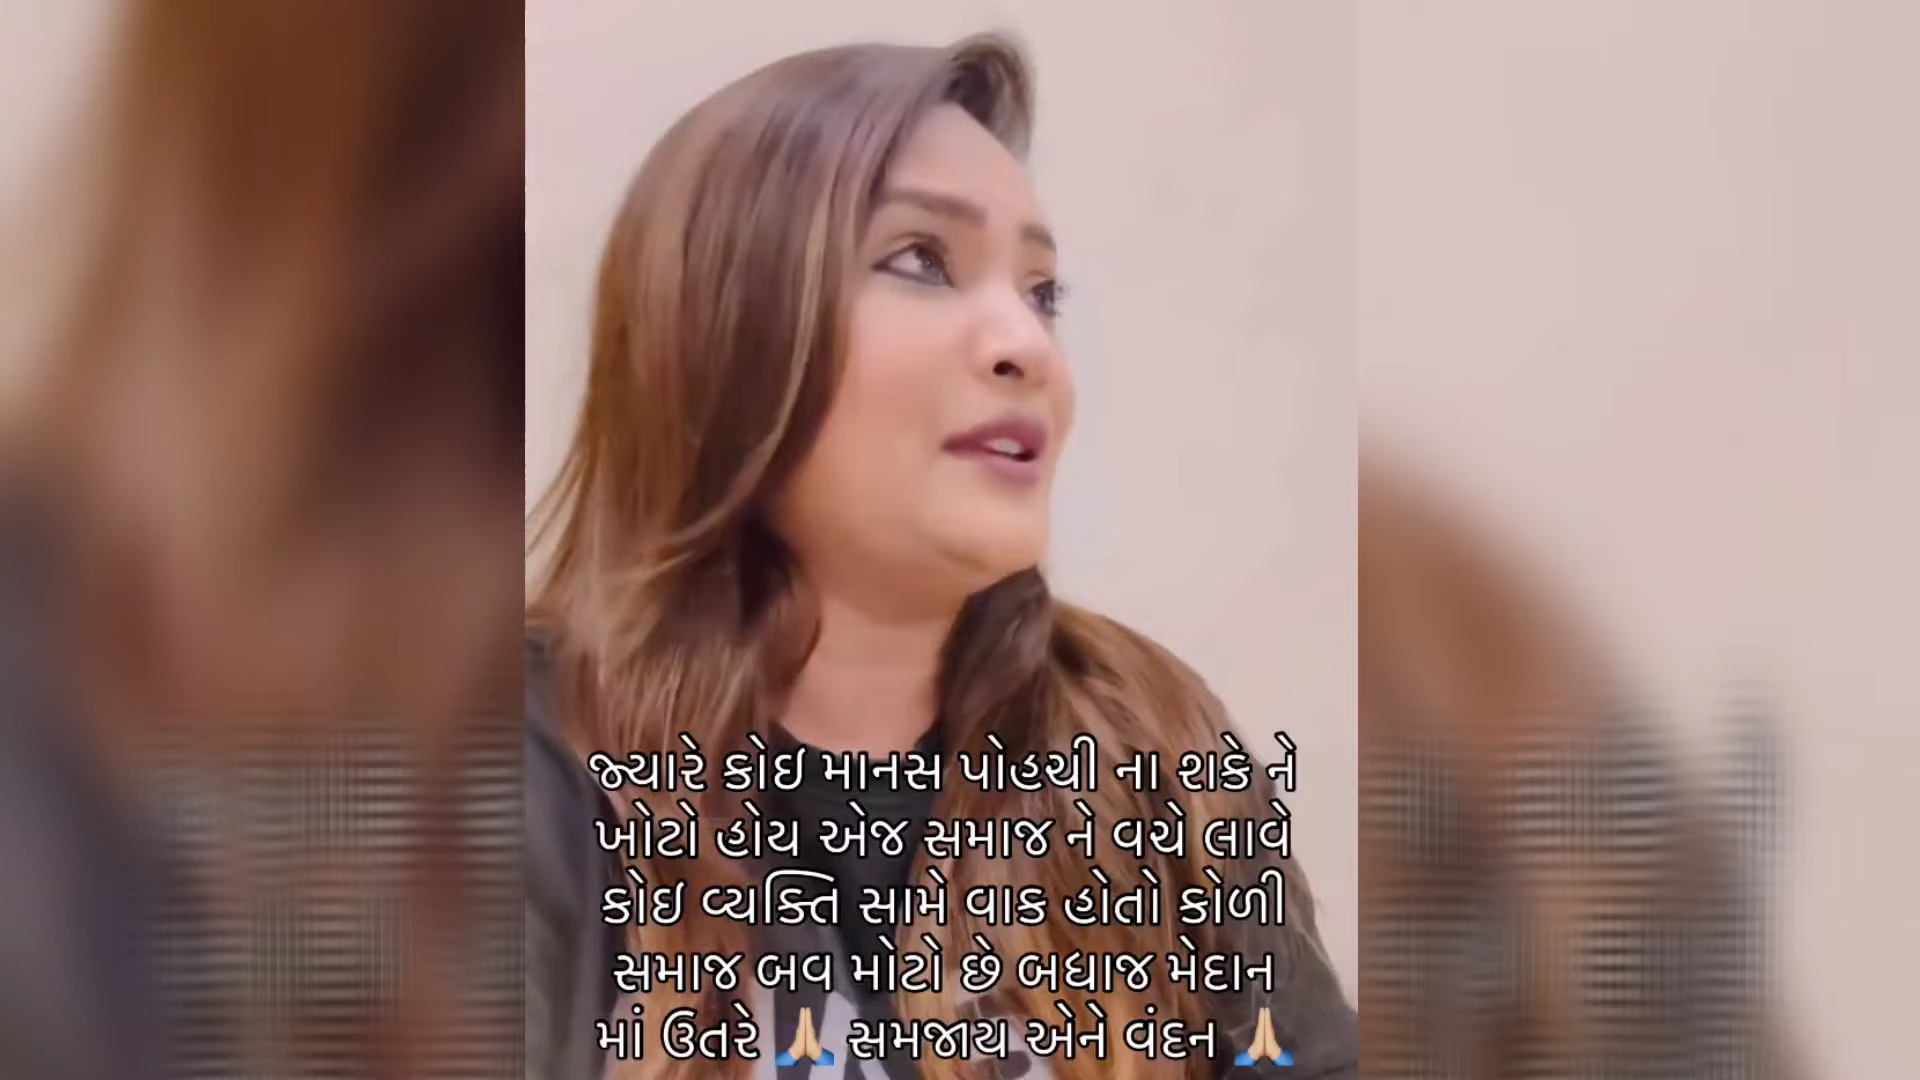 જ્યારે કોઇ માનસ પોહચી ના શકે ને
ખોટો હોય એજ સમાજ ને વચે લાવે
કોઇ વ્યક્તિ સામે વાક હોતો કોળી
સમાજ બવ મોટો છે બધાજ મેદાન
માં ઉતરે 🙏🏼 સમજાય એને વંદન 🙏🏼